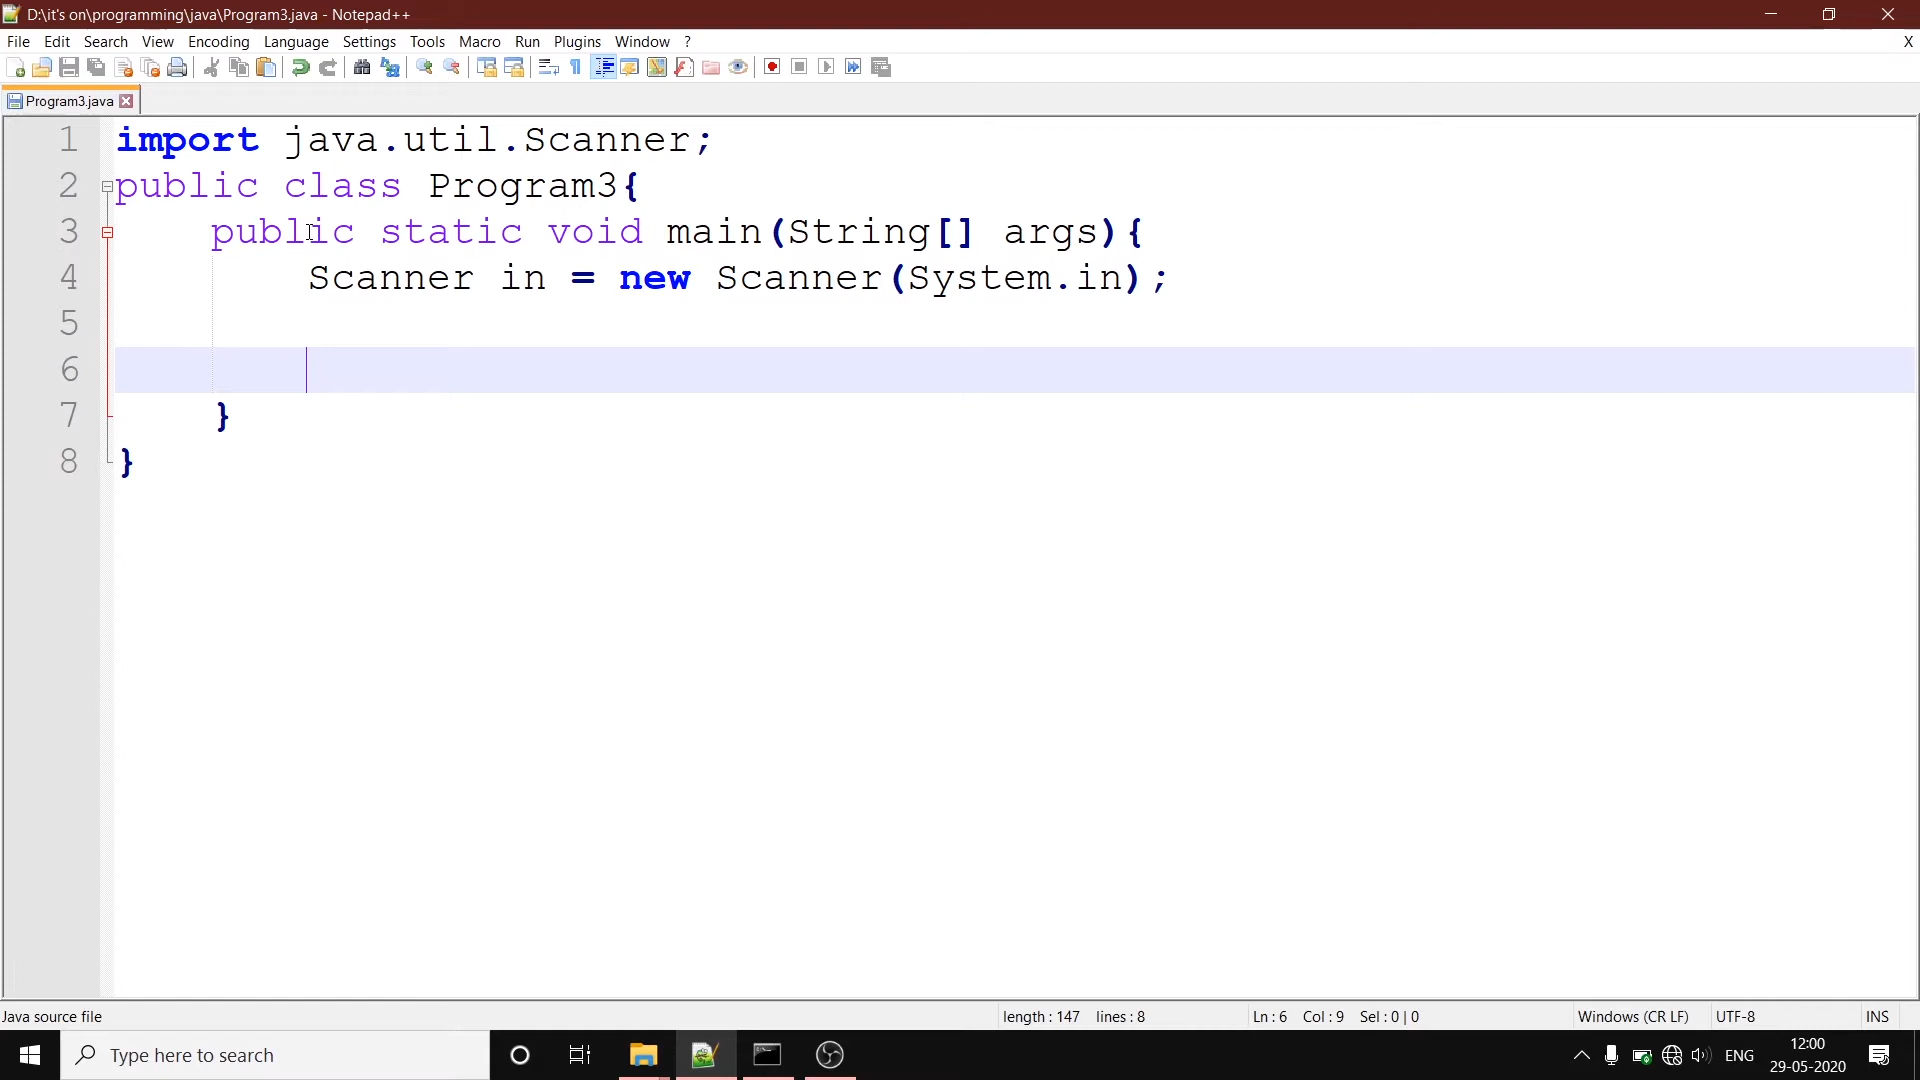 D:\it's on\programming\java\Program3.java - Notepad++
File Edit Search View Encoding Language Settings Tools Macro Run Plugins Window ? X
Program3.java
1 import java.util.Scanner;
2 public class Program3{
3 public static void main(String[] args){
4 Scanner in = new Scanner(System.in);
5
6
7 }
8 }
Java source file length : 147 lines : 8 Ln : 6 Col : 9 Sel : 0 | 0 Windows (CR LF) UTF-8 INS
Type here to search ENG 12:00
29-05-2020